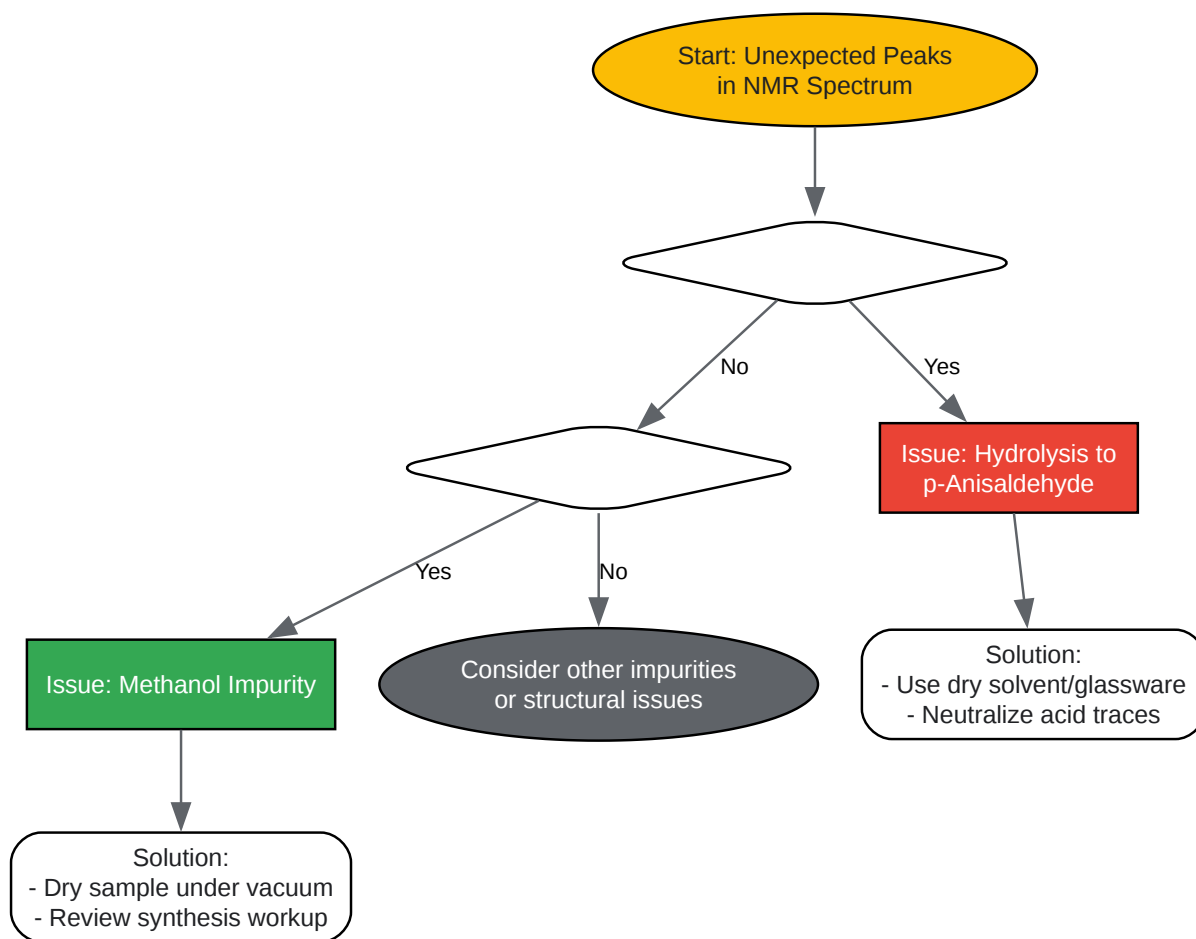 Start: Unexpected Peaks
in NMR Spectrum
No
Yes
Issue: Hydrolysis to
p-Anisaldehyde
Yes
No
Issue: Methanol Impurity
Consider other impurities
or structural issues
Solution:
- Use dry solvent/glassware
- Neutralize acid traces
Solution:
- Dry sample under vacuum
- Review synthesis workup